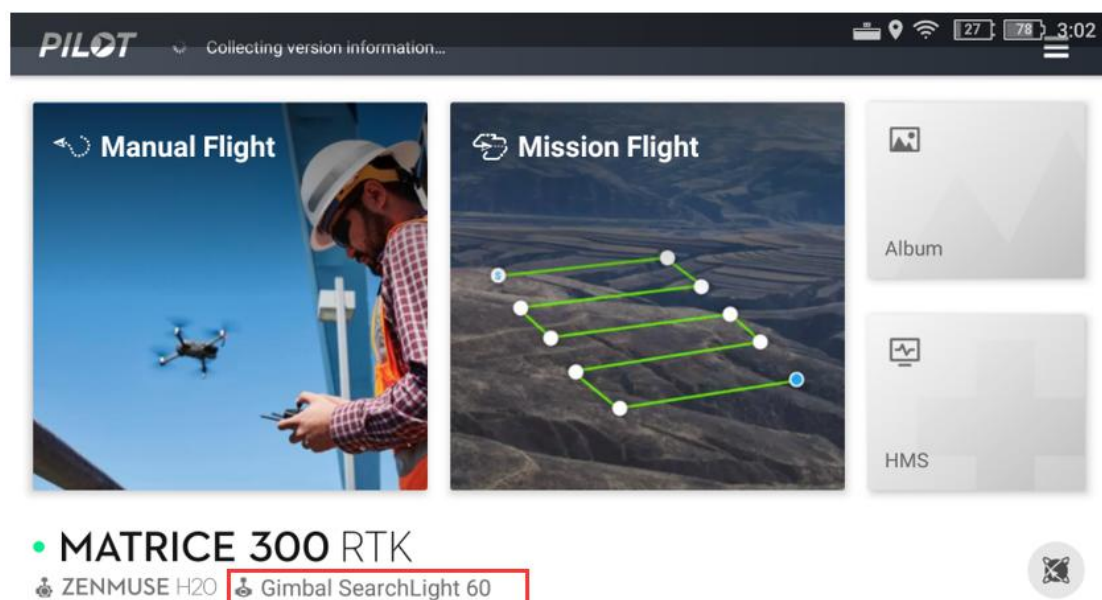 PILOT Collecting version information... 27 78 3:02
Manual Flight
Mission Flight
S
Album
HMS
MATRICE 300 RTK
ZENMUSE H20 Gimbal SearchLight 60